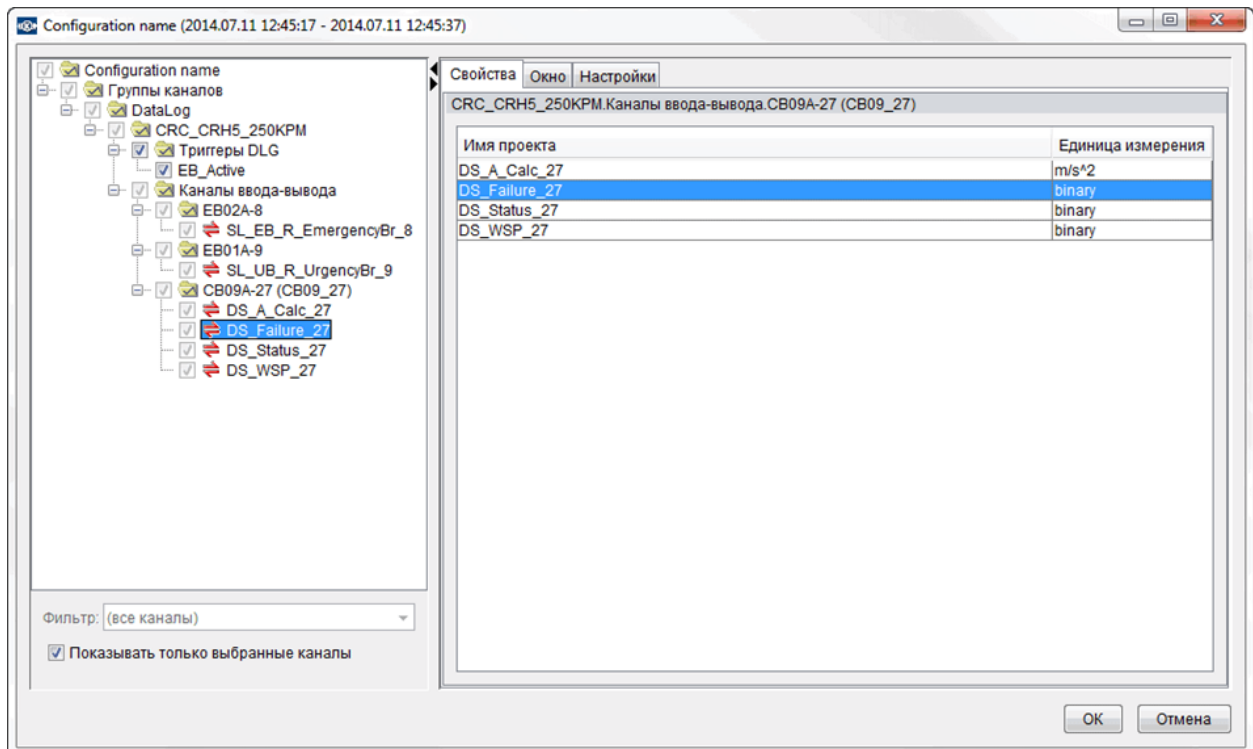 Configuration name (2014.07.11 12:45:17 - 2014.07.11 12:45:37)
Configuration name
Группы каналов
DataLog
CRC_CRH5_250KPM
Триггеры DLG
EB_Active
Каналы ввода-вывода
EB02A-8
SL_EB_R_EmergencyBr_8
EB01A-9
SL_UB_R_UrgencyBr_9
CB09A-27 (CB09_27)
DS_A_Calc_27
DS_Failure_27
DS_Status_27
DS_WSP_27
Фильтр: (все каналы)
Показывать только выбранные каналы
Свойства Окно Настройки
CRC_CRH5_250KPM.Каналы ввода-вывода.CB09A-27 (CB09_27)
Имя проекта Единица измерения
DS_A_Calc_27 m/s^2
DS_Failure_27 binary
DS_Status_27 binary
DS_WSP_27 binary
OK Отмена